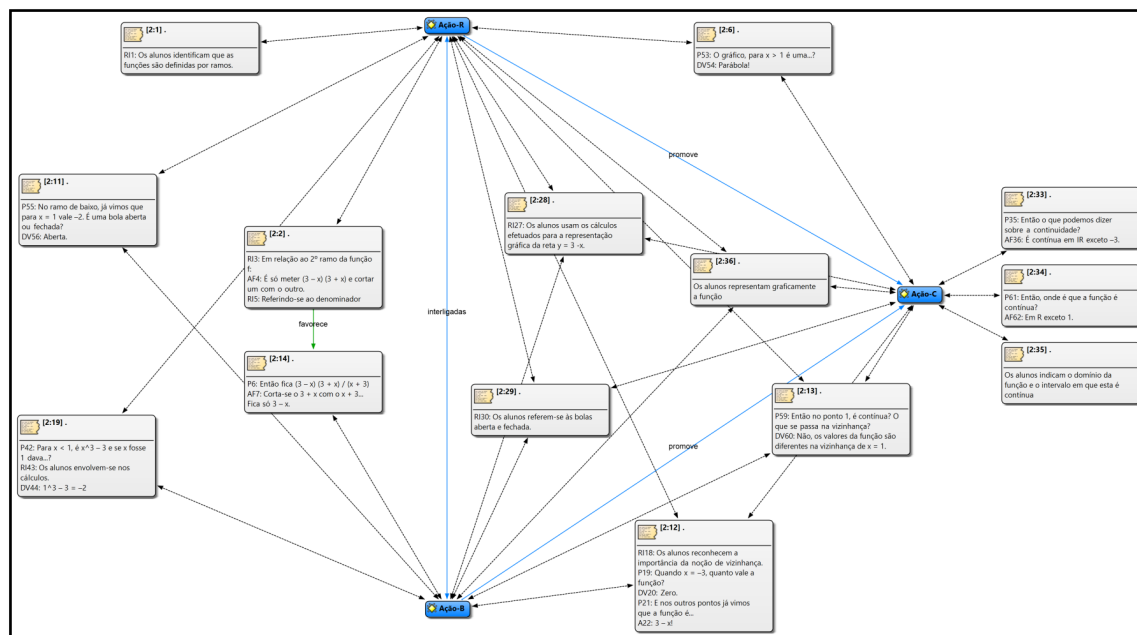 Ação-R
[2:1] .
RI1: Os alunos identificam que as
funções são definidas por ramos.
[2:6] .
P53: O gráfico, para x > 1 é uma...?
DV54: Parábola!
promove
[2:11] .
P55: No ramo de baixo, já vimos que
para x = 1 vale –2. É uma bola aberta
ou fechada?
DV56: Aberta.
[2:28] .
RI27: Os alunos usam os cálculos
efetuados para a representação
gráfica da reta y = 3 -x.
[2:33] .
P35: Então o que podemos dizer
sobre a continuidade?
AF36: É contínua em IR exceto –3.
[2:2] .
RI3: Em relação ao 2º ramo da função
f:
AF4: É só meter (3 – x) (3 + x) e cortar
um com o outro.
RI5: Referindo-se ao denominador
[2:36] .
Os alunos representam graficamente
a função
Ação-C
[2:34] .
P61: Então, onde é que a função é
contínua?
AF62: Em R exceto 1.
interligadas
favorece
[2:14] .
P6: Então fica (3 – x) (3 + x) / (x + 3)
AF7: Corta-se o 3 + x com o x + 3...
Fica só 3 – x.
[2:35] .
Os alunos indicam o domínio da
função e o intervalo em que esta é
contínua
[2:29] .
RI30: Os alunos referem-se às bolas
aberta e fechada.
[2:13] .
P59: Então no ponto 1, é contínua? O
que se passa na vizinhança?
DV60: Não, os valores da função são
diferentes na vizinhança de x = 1.
[2:19] .
P42: Para x < 1, é x^3 – 3 e se x fosse
1 dava...?
RI43: Os alunos envolvem-se nos
cálculos.
DV44: 1^3 – 3 = –2
promove
[2:12] .
RI18: Os alunos reconhecem a
importância da noção de vizinhança.
P19: Quando x = –3, quanto vale a
função?
DV20: Zero.
P21: E nos outros pontos já vimos
que a função é...
A22: 3 – x!
Ação-B